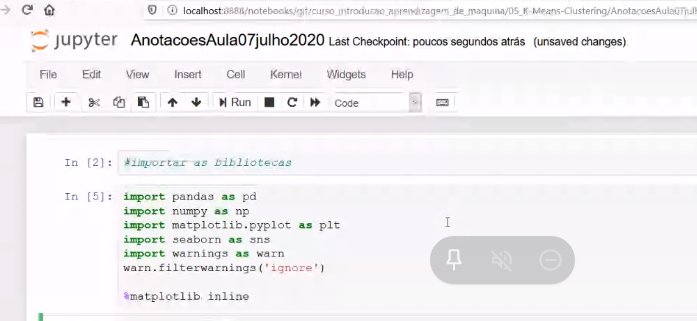 localhost:8888/notebooks/git/curso_introducao_aprendizagem_de_maquina/05_K-Means-Clustering/AnotacoesAula07julho
jupyter AnotacoesAula07julho2020 Last Checkpoint: poucos segundos atrás (unsaved changes)
File Edit View Insert Cell Kernel Widgets Help
Run Code
In [2]: #importar as bibliotecas
In [5]: import pandas as pd
import numpy as np
import matplotlib.pyplot as plt
import seaborn as sns
import warnings as warn
warn.filterwarnings('ignore')
%matplotlib inline